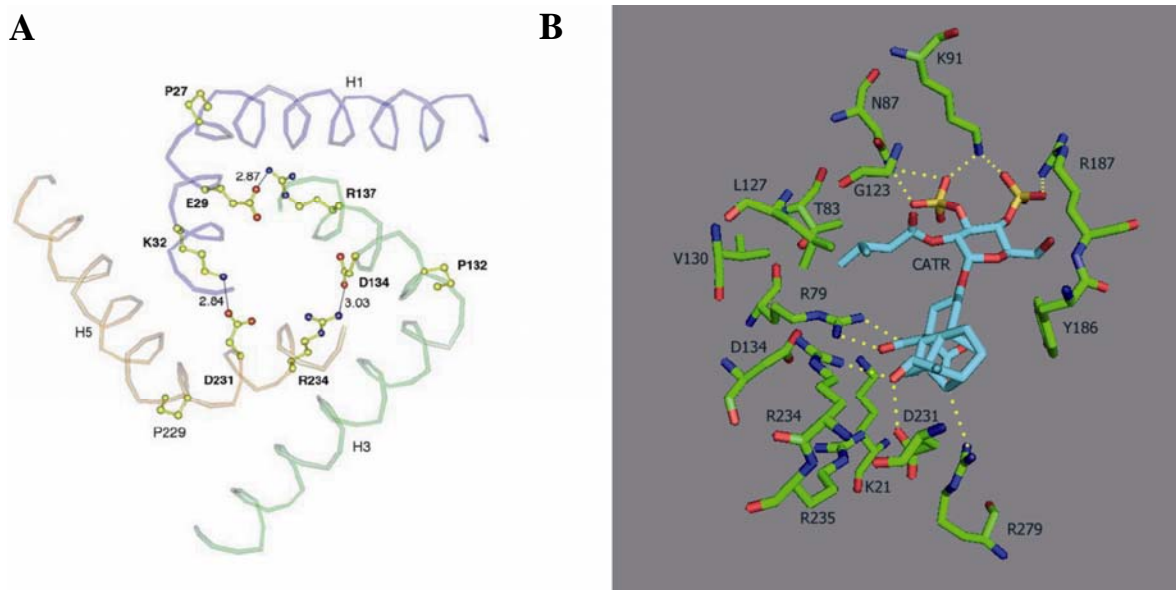 A
P27
H1
2.87
R137
E29
K32
P132
D134
2.84
3.03
H5
D231
R234
P229
H3
B
K91
N87
R187
G123
L127
T83
V130
CATR
R79
Y186
D134
R234
D231
K21
R235
R279